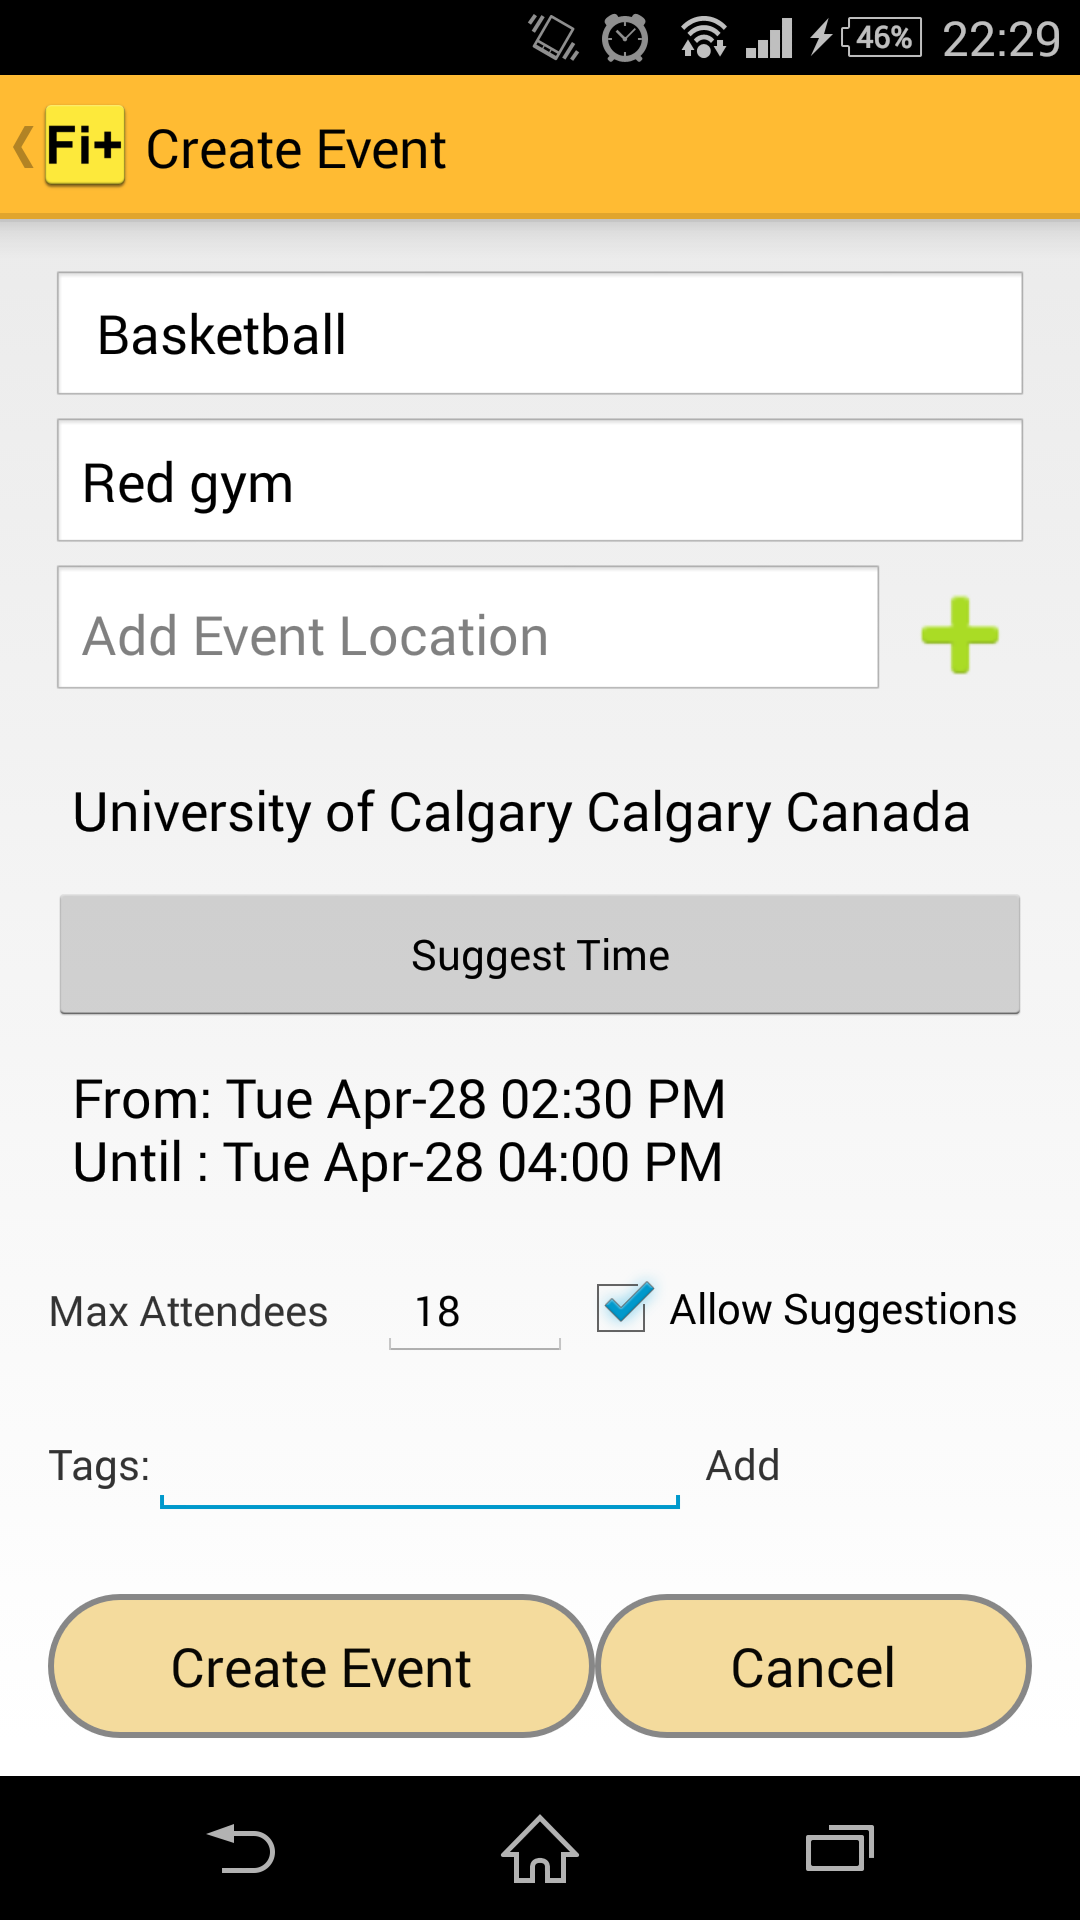 46% 22:29
Fi+ Create Event
Basketball
Red gym
Add Event Location
University of Calgary Calgary Canada
Suggest Time
From: Tue Apr-28 02:30 PM
Until : Tue Apr-28 04:00 PM
Max Attendees 18 Allow Suggestions
Tags: Add
Create Event Cancel